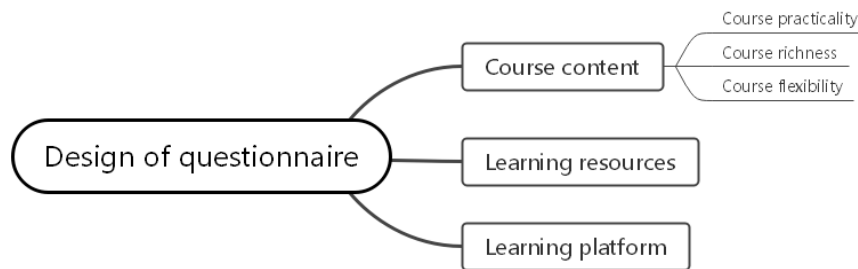 Design of questionnaire
Course content
Course practicality
Course richness
Course flexibility
Learning resources
Learning platform